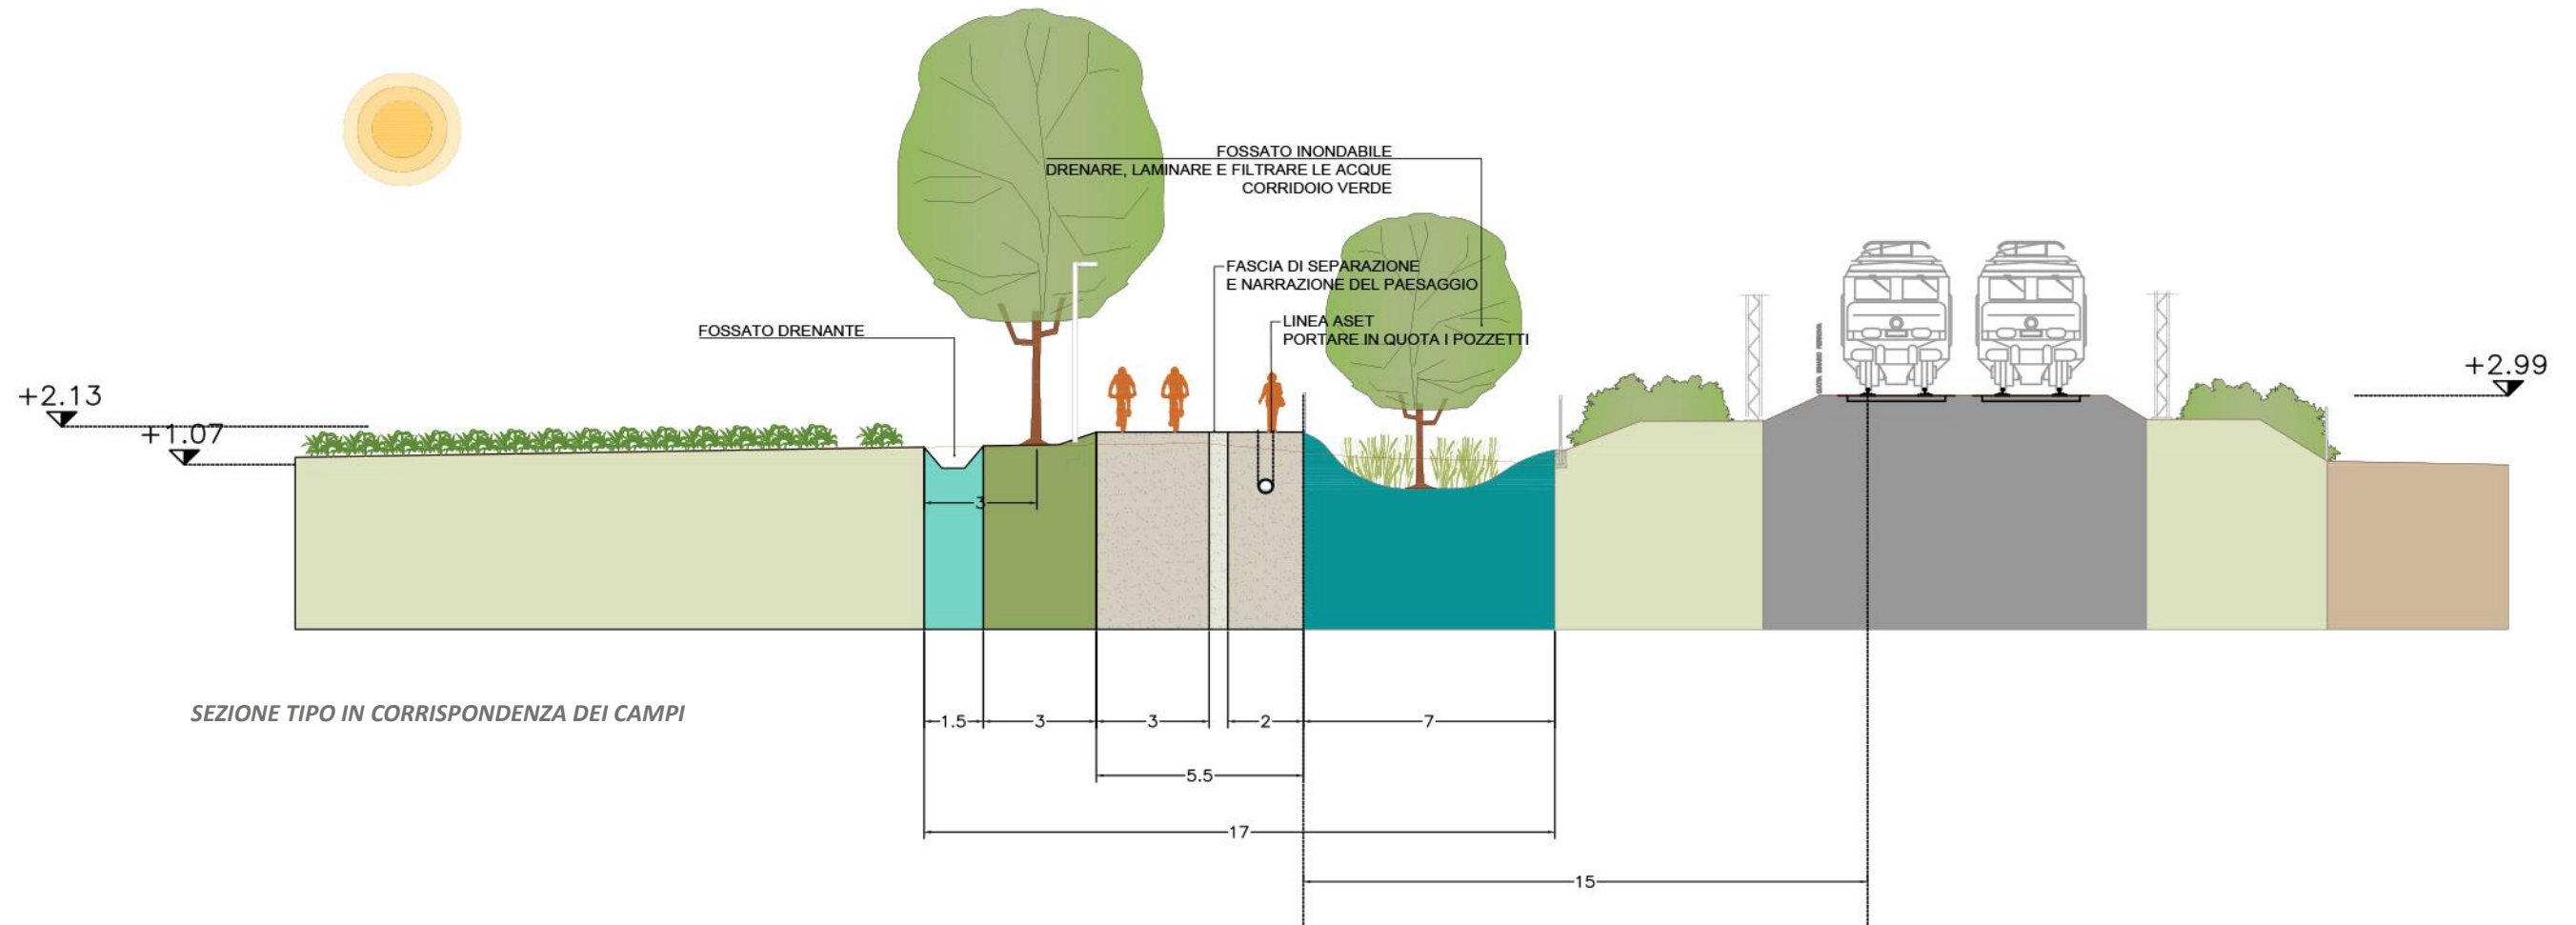 FOSSATO INONDABILE
DRENARE, LAMINARE E FILTRARE LE ACQUE
CORRIDOIO VERDE
FASCIA DI SEPARAZIONE
E NARRAZIONE DEL PAESAGGIO
LINEA ASET
PORTARE IN QUOTA I POZZETTI
FOSSATO DRENANTE
+2.13
+1.07
+2.99
3
SEZIONE TIPO IN CORRISPONDENZA DEI CAMPI
1.5
3
3
2
7
5.5
17
15